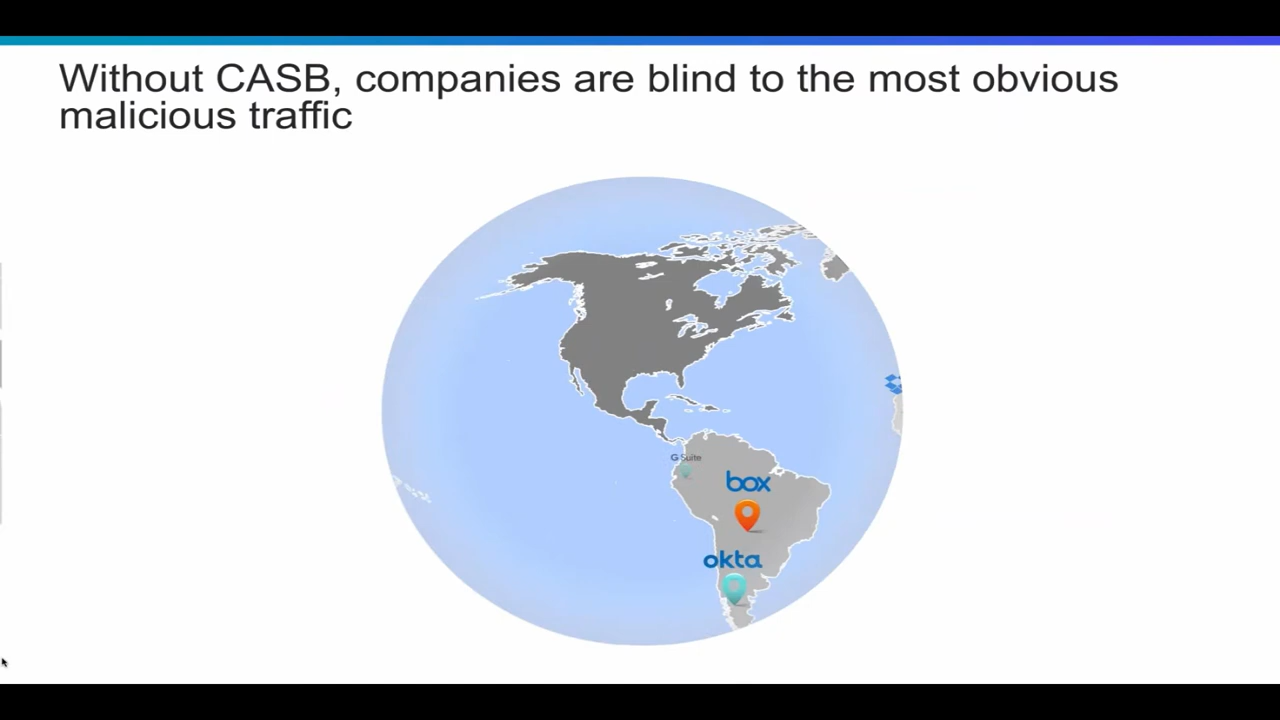 Without CASB, companies are blind to the most obvious
malicious traffic
G Suite
box
okta